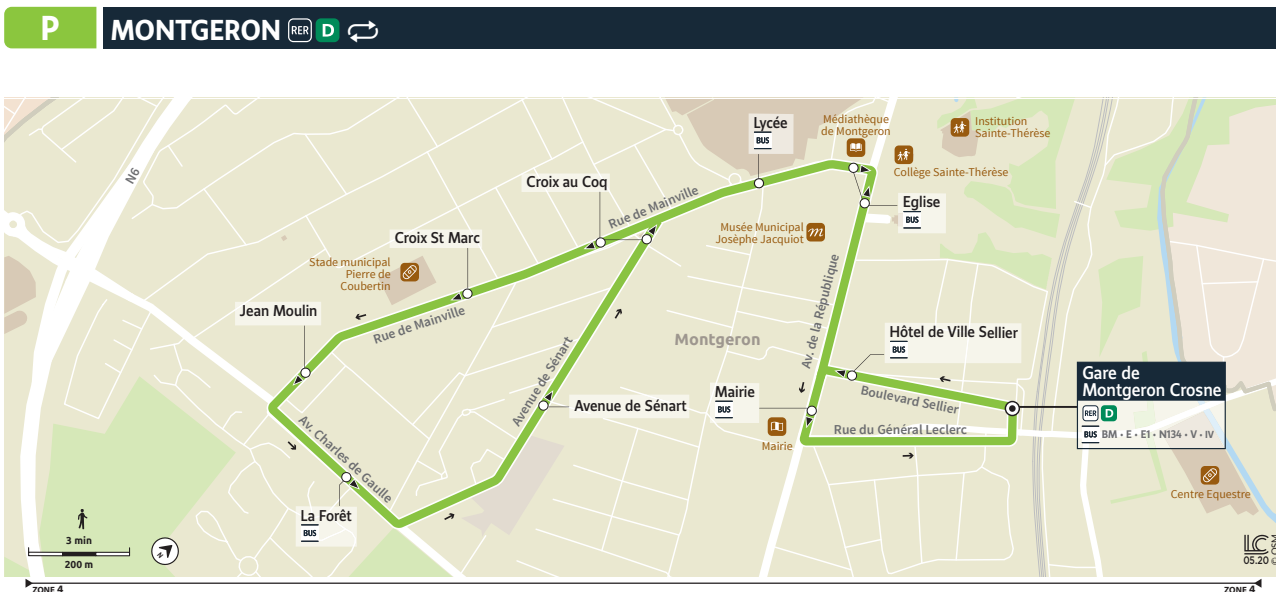 P
MONTGERON RER D
N6
Lycée
BUS
Médiathèque
de Montgeron
Institution
Sainte-Thérèse
Collège Sainte-Thérèse
Croix au Coq
Rue de Mainville
Eglise
BUS
Musée Municipal
Josèphe Jacquiot
m
Croix St Marc
Stade municipal
Pierre de
Coubertin
Jean Moulin
Rue de Mainville
Av. de la République
Montgeron
Hôtel de Ville Sellier
BUS
Avenue de Sénart
Gare de
Montgeron Crosne
RER D
BUS BM • E • E1 • N134 • V • IV
Mairie
BUS
Boulevard Sellier
Avenue de Sénart
Rue du Général Leclerc
Mairie
Av. Charles de Gaulle
La Forêt
BUS
Centre Equestre
3 min
200 m
LC
05.20 © OSM
ZONE 4
ZONE 4